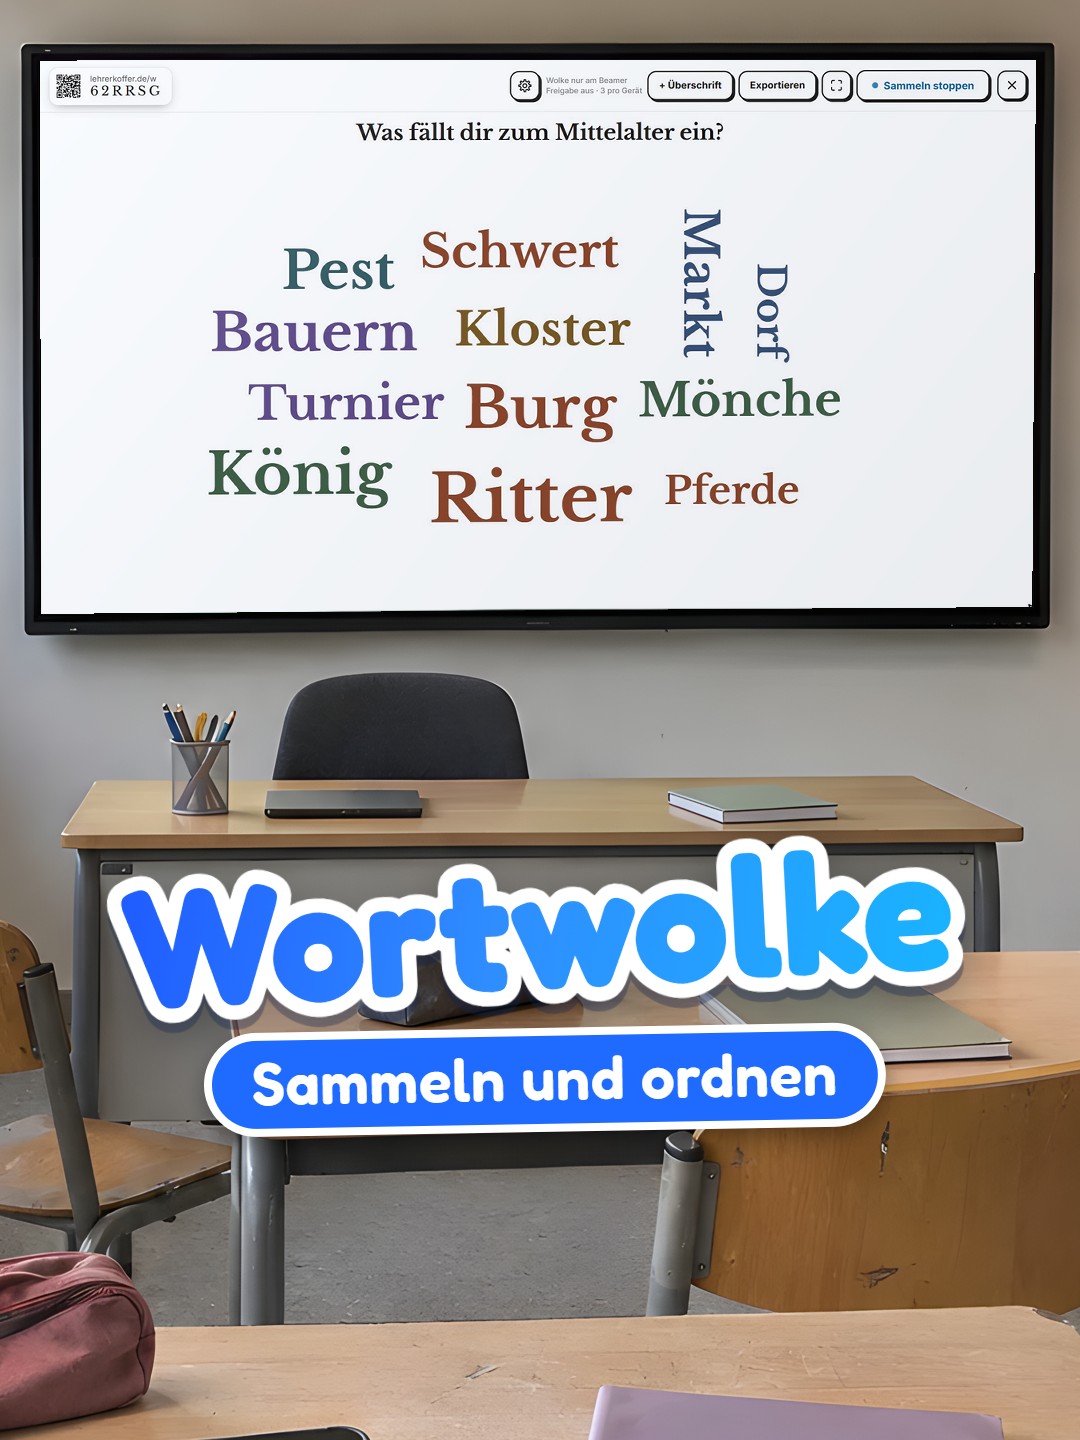 lehrerkoffer.de/w
62RRSG
Wolke nur am Beamer
Freigabe aus · 3 pro Gerät
+ Überschrift
Exportieren
Sammeln stoppen
Was fällt dir zum Mittelalter ein?
Pest
Schwert
Markt
Dorf
Bauern
Kloster
Turnier
Burg
Mönche
König
Ritter
Pferde
Wortwolke
Sammeln und ordnen